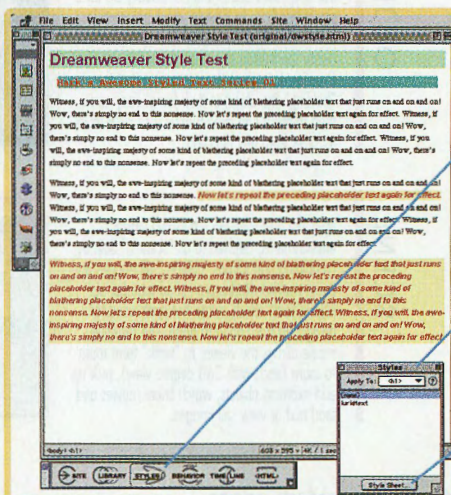 File Edit View Insert Modify Text Commands Site Window Help
Dreamweaver Style Test (original/dwstyle.html)
Dreamweaver Style Test
Mark's Awesome Styled Text Series 01
Witness, if you will, the awe-inspiring majesty of some kind of blathering placeholder text that just runs on and on and on!
Wow, there's simply no end to this nonsense. Now let's repeat the preceding placeholder text again for effect. Witness, if
you will, the awe-inspiring majesty of some kind of blathering placeholder text that just runs on and on and on! Wow,
there's simply no end to this nonsense. Now let's repeat the preceding placeholder text again for effect. Witness, if you
will, the awe-inspiring majesty of some kind of blathering placeholder text that just runs on and on and on! Wow, there's
simply no end to this nonsense. Now let's repeat the preceding placeholder text again for effect.
Witness, if you will, the awe-inspiring majesty of some kind of blathering placeholder text that just runs on and on and on!
Wow, there's simply no end to this nonsense. Now let's repeat the preceding placeholder text again for effect.
Witness, if you will, the awe-inspiring majesty of some kind of blathering placeholder text that just runs on and on and on!
Wow, there's simply no end to this nonsense. Now let's repeat the preceding placeholder text again for effect. Witness, if
you will, the awe-inspiring majesty of some kind of blathering placeholder text that just runs on and on and on! Wow,
there's simply no end to this nonsense. Now let's repeat the preceding placeholder text again for effect.
Witness, if you will, the awe-inspiring majesty of some kind of blathering placeholder text that just runs
on and on and on! Wow, there's simply no end to this nonsense. Now let's repeat the preceding
placeholder text again for effect. Witness, if you will, the awe-inspiring majesty of some kind of
blathering placeholder text that just runs on and on and on! Wow, there's simply no end to this
nonsense. Now let's repeat the preceding placeholder text again for effect. Witness, if you will, the awe-
inspiring majesty of some kind of blathering placeholder text that just runs on and on and on! Wow,
there's simply no end to this nonsense. Now let's repeat the preceding placeholder text again for effect.
Styles
Apply To: <h1>
(none)
<body> <h1>
4K / 1 sec
SITE LIBRARY STYLES BEHAVIOR TIMELINE HTML
Style Sheet...